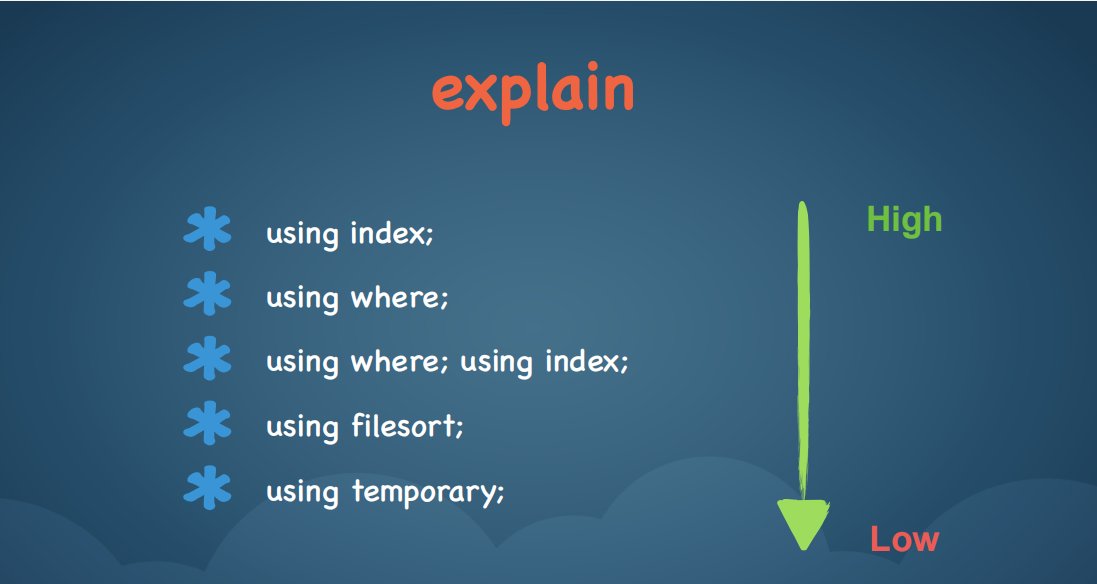 explain
using index;
High
using where;
using where; using index;
using filesort;
using temporary;
Low